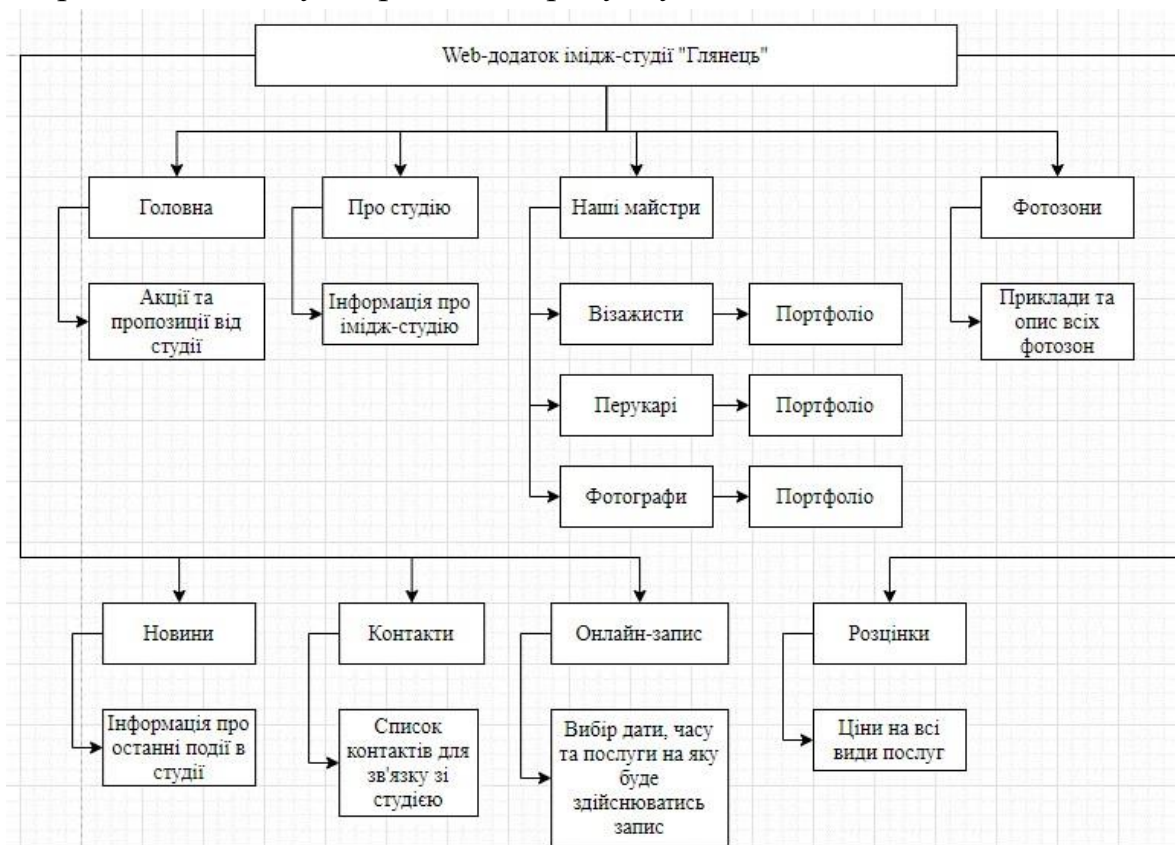 Web-додаток імідж-студії "Глянець"
Головна
Про студію
Наші майстри
Фотозони
Акції та
пропозиції від
студії
Інформація про
імідж-студію
Візажисти
Портфоліо
Приклади та
опис всіх
фотозон
Перукарі
Портфоліо
Фотографи
Портфоліо
Новини
Контакти
Онлайн-запис
Розцінки
Інформація про
останні події в
студії
Список
контактів для
зв'язку зі
студією
Вибір дати, часу
та послуги на яку
буде
здійснюватись
запис
Ціни на всі
види послуг